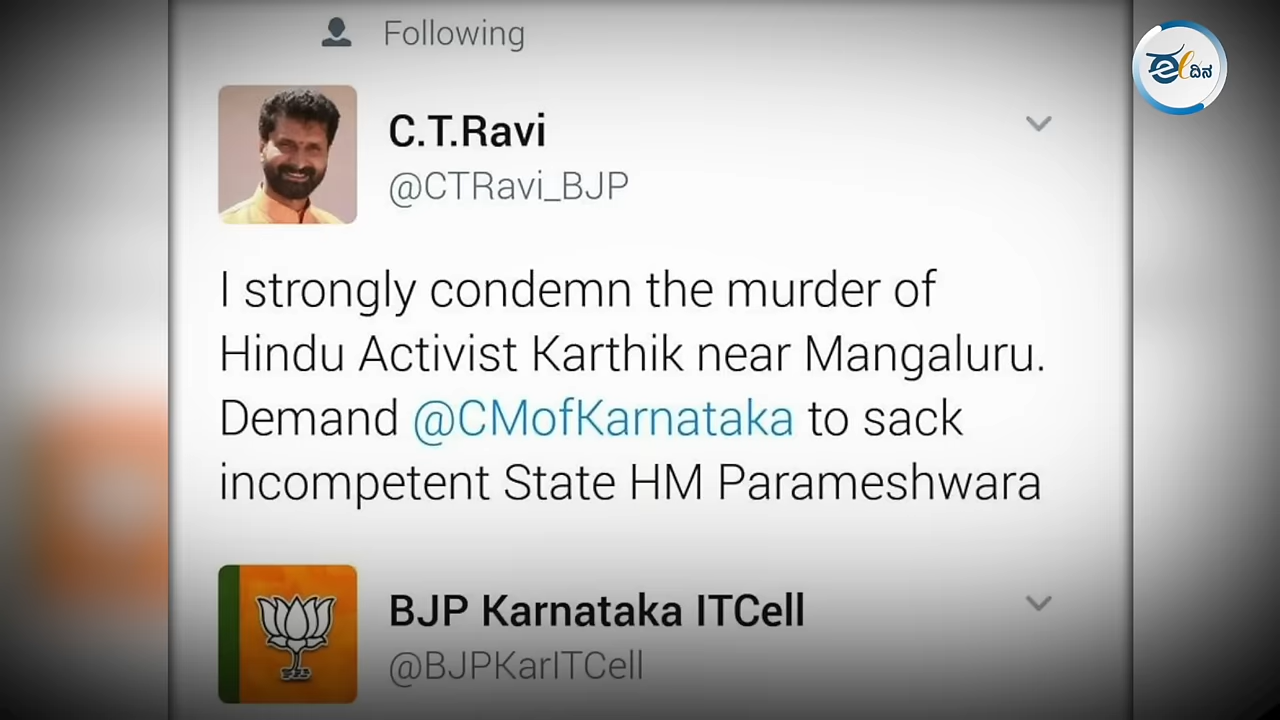 Following
ಈದಿನ
C.T.Ravi
@CTRavi_BJP
I strongly condemn the murder of
Hindu Activist Karthik near Mangaluru.
Demand @CMofKarnataka to sack
incompetent State HM Parameshwara
BJP Karnataka ITCell
@BJPKarITCell